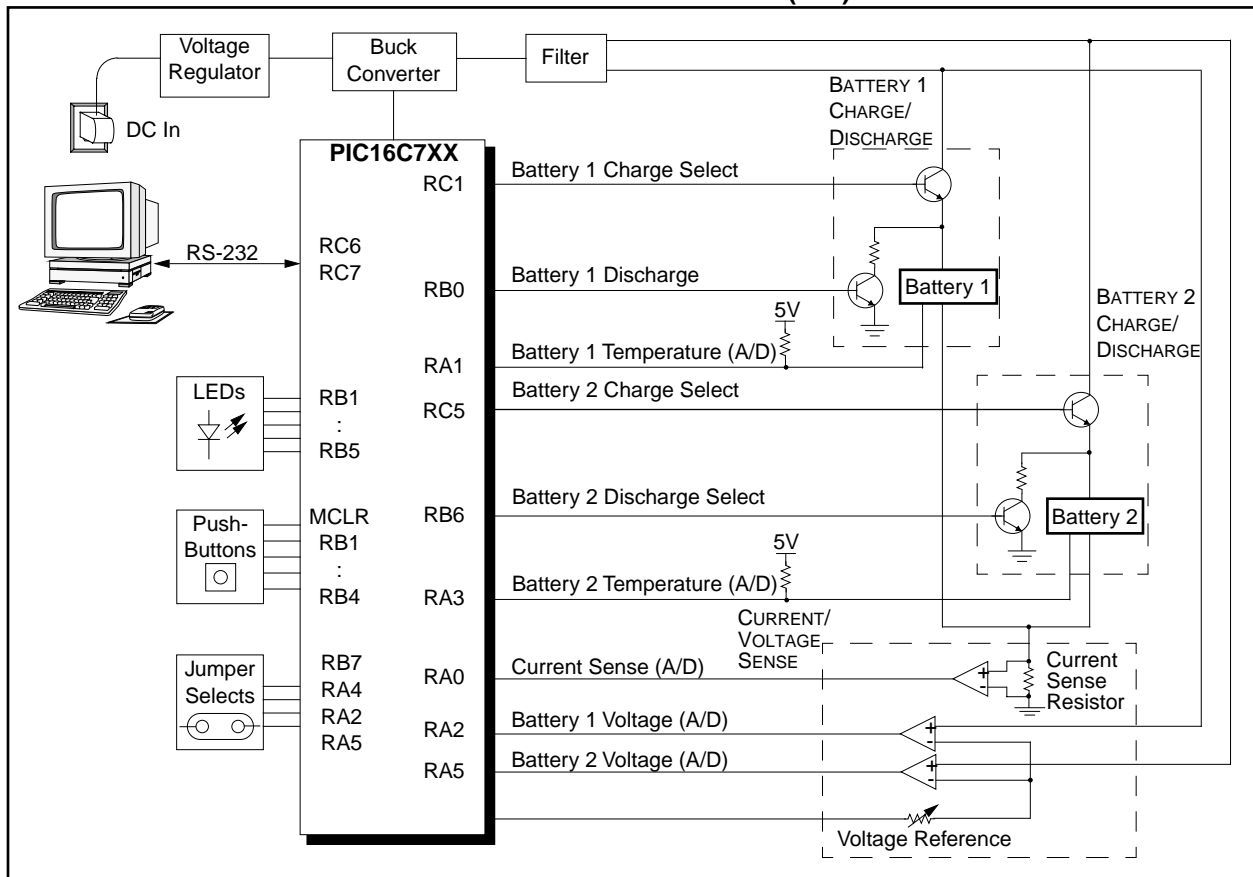 Voltage
Regulator
Buck
Converter
Filter
DC In
BATTERY 1
CHARGE/
DISCHARGE
PIC16C7XX
RC1
Battery 1 Charge Select
RS-232
RC6
RC7
RB0
Battery 1 Discharge
Battery 1
5V
BATTERY 2
CHARGE/
DISCHARGE
RA1
Battery 1 Temperature (A/D)
LEDs
RB1
:
RB5
RC5
Battery 2 Charge Select
Push-
Buttons
MCLR
RB1
:
RB4
RB6
Battery 2 Discharge Select
Battery 2
5V
RA3
Battery 2 Temperature (A/D)
CURRENT/
VOLTAGE
SENSE
Jumper
Selects
RB7
RA4
RA2
RA5
RA0
Current Sense (A/D)
+
-
Current
Sense
Resistor
RA2
Battery 1 Voltage (A/D)
+
-
RA5
Battery 2 Voltage (A/D)
+
-
Voltage Reference